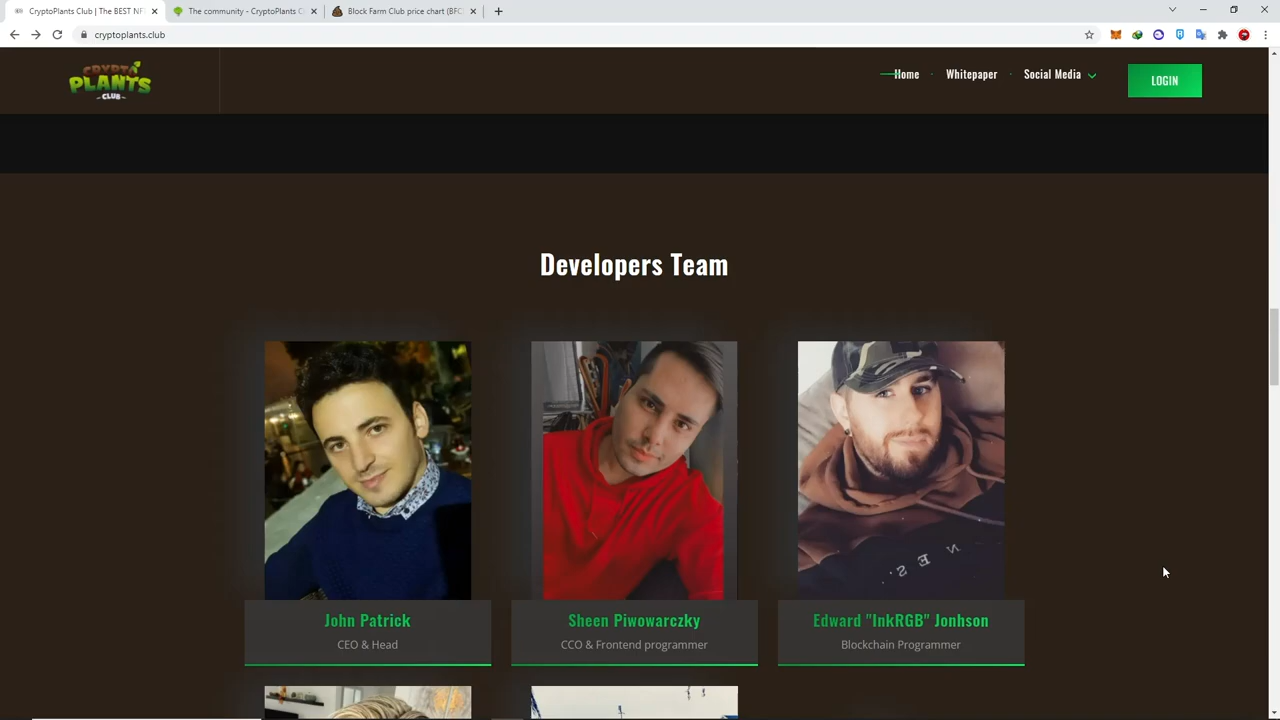 CryptoPlants Club | The BEST NF
The community - CryptoPlants C
Block Farm Club price chart (BFC
cryptoplants.club
CRYPTO
PLANTS
CLUB
Home
Whitepaper
Social Media
LOGIN
Developers Team
NES.
John Patrick
CEO & Head
Sheen Piwowarczky
CCO & Frontend programmer
Edward "InkRGB" Jonhson
Blockchain Programmer